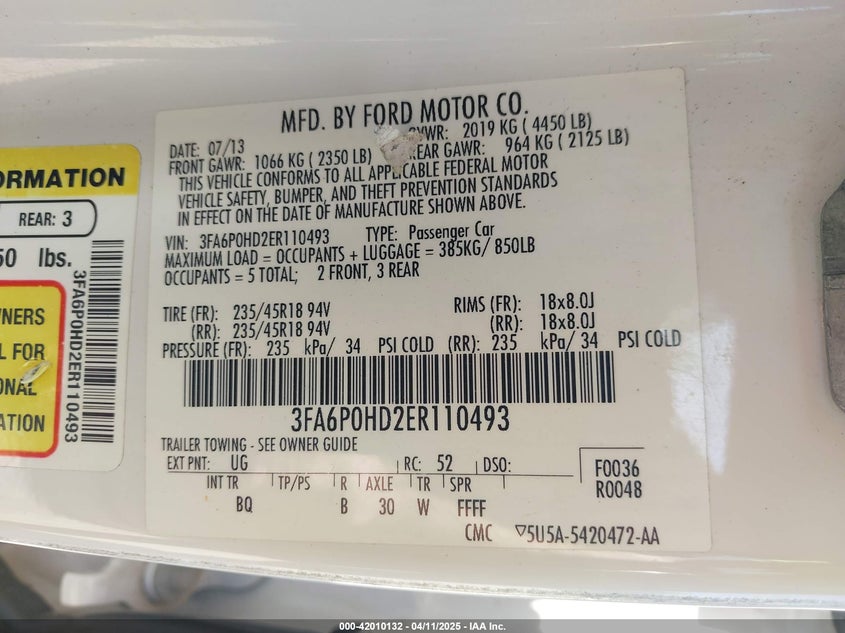 MFD. BY FORD MOTOR CO.
DATE: 07/13 GVWR: 2019 KG ( 4450 LB)
FRONT GAWR: 1066 KG ( 2350 LB) REAR GAWR: 964 KG ( 2125 LB)
THIS VEHICLE CONFORMS TO ALL APPLICABLE FEDERAL MOTOR
VEHICLE SAFETY, BUMPER, AND THEFT PREVENTION STANDARDS
IN EFFECT ON THE DATE OF MANUFACTURE SHOWN ABOVE.
VIN: 3FA6P0HD2ER110493 TYPE: Passenger Car
MAXIMUM LOAD = OCCUPANTS + LUGGAGE = 385KG/ 850LB
OCCUPANTS = 5 TOTAL; 2 FRONT, 3 REAR
TIRE (FR): 235/45R18 94V RIMS (FR): 18x8.0J
(RR): 235/45R18 94V (RR): 18x8.0J
PRESSURE (FR): 235 kPa/ 34 PSI COLD (RR): 235 kPa/ 34 PSI COLD
3FA6P0HD2ER110493
TRAILER TOWING - SEE OWNER GUIDE
EXT PNT: UG RC: 52 DSO:
INT TR TP/PS R AXLE TR SPR
BQ B 30 W FFFF
F0036
R0048
CMC ▽5U5A-5420472-AA
ORMATION
REAR: 3
50 lbs.
NERS
L FOR
ONAL
ATION
3FA6P0HD2ER110493
000-42010132 - 04/11/2025 - IAA Inc.